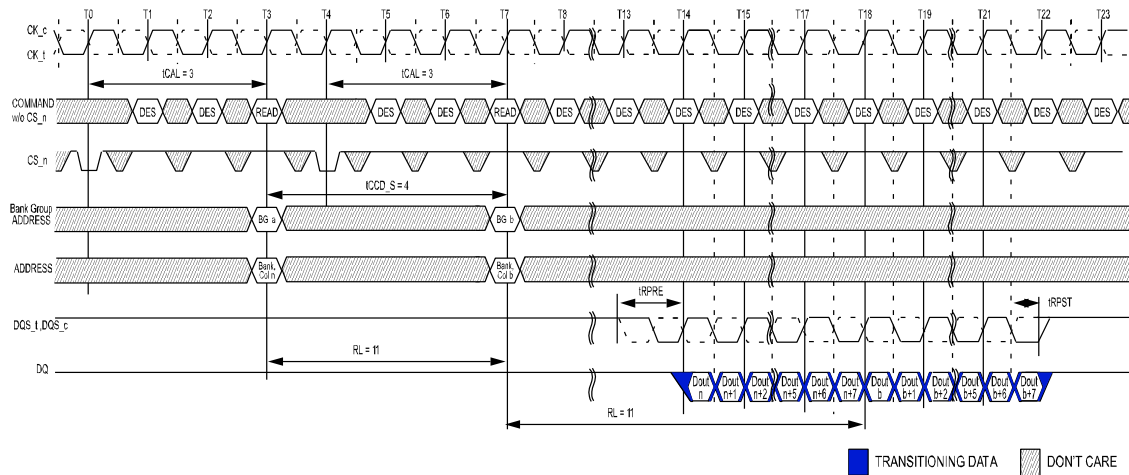 T0 T1 T2 T3 T4 T5 T6 T7 T8 T13 T14 T15 T17 T18 T19 T21 T22 T23
CK_c
CK_t
tCAL = 3 tCAL = 3
COMMAND
w/o CS_n
DES DES READ DES DES READ DES DES DES DES DES DES DES DES DES DES
CS_n
tCCD_S = 4
Bank Group
ADDRESS
BG a BG b
ADDRESS
Bank, Bank,
Col n Col b
tRPRE tRPST
DQS_t ,DQS_c
RL = 11
DQ
Dout Dout Dout Dout Dout Dout Dout Dout Dout Dout Dout Dout
n n+1 n+2 n+5 n+6 n+7 b b+1 b+2 b+5 b+6 b+7
RL = 11
TRANSITIONING DATA DON'T CARE